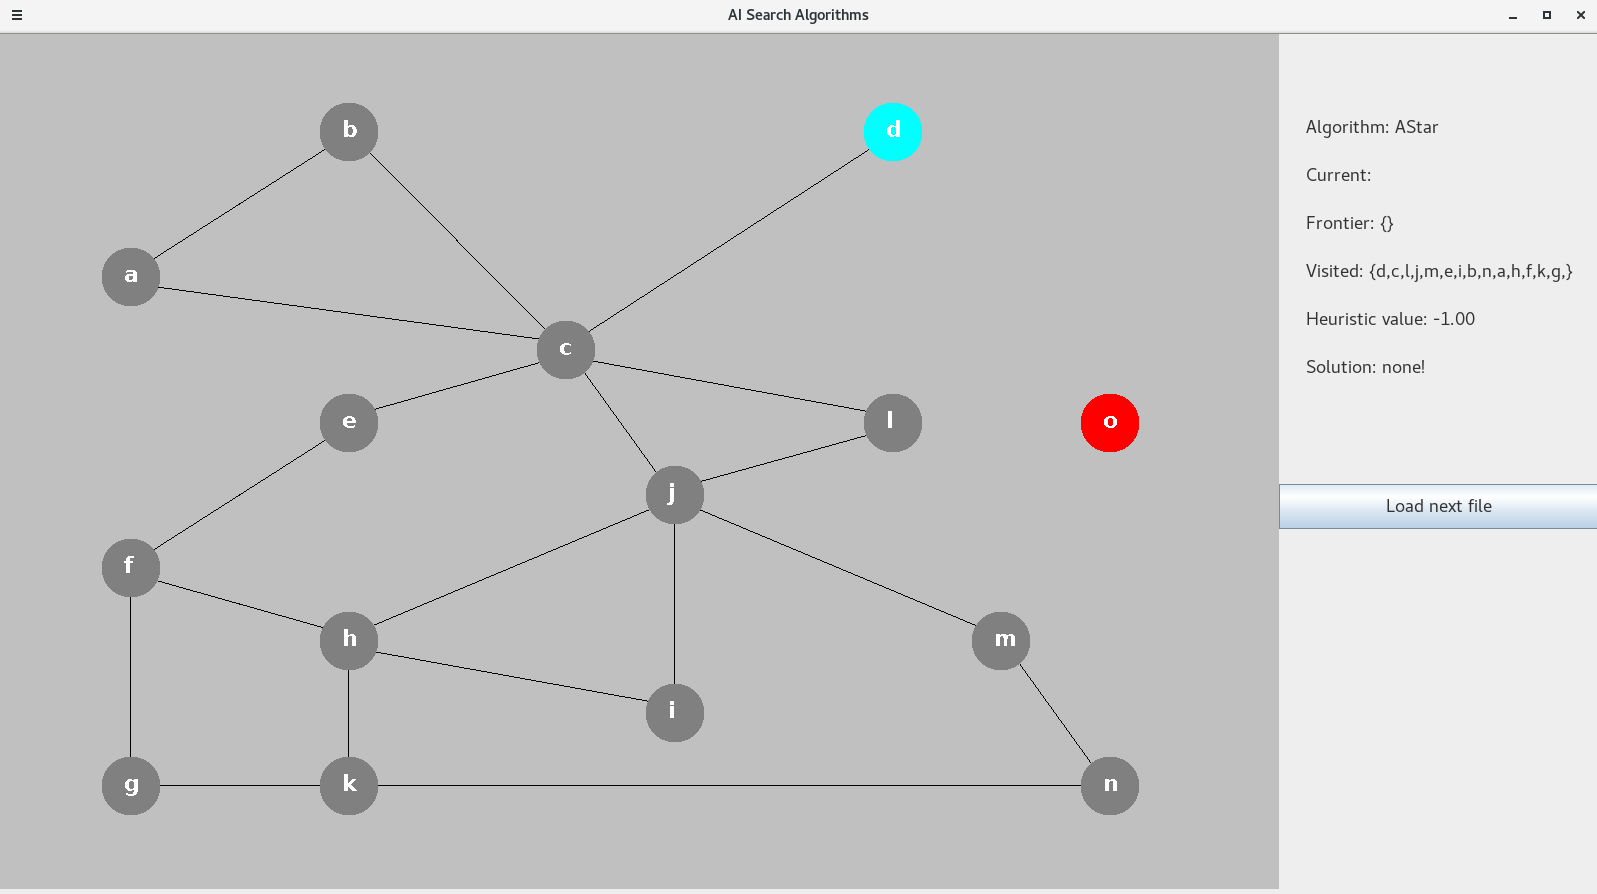 AI Search Algorithms
b
d
Algorithm: AStar
Current:
Frontier: {}
a
Visited: {d,c,l,j,m,e,i,b,n,a,h,f,k,g,}
Heuristic value: -1.00
c
Solution: none!
e
l
o
j
Load next file
f
h
m
i
g
k
n